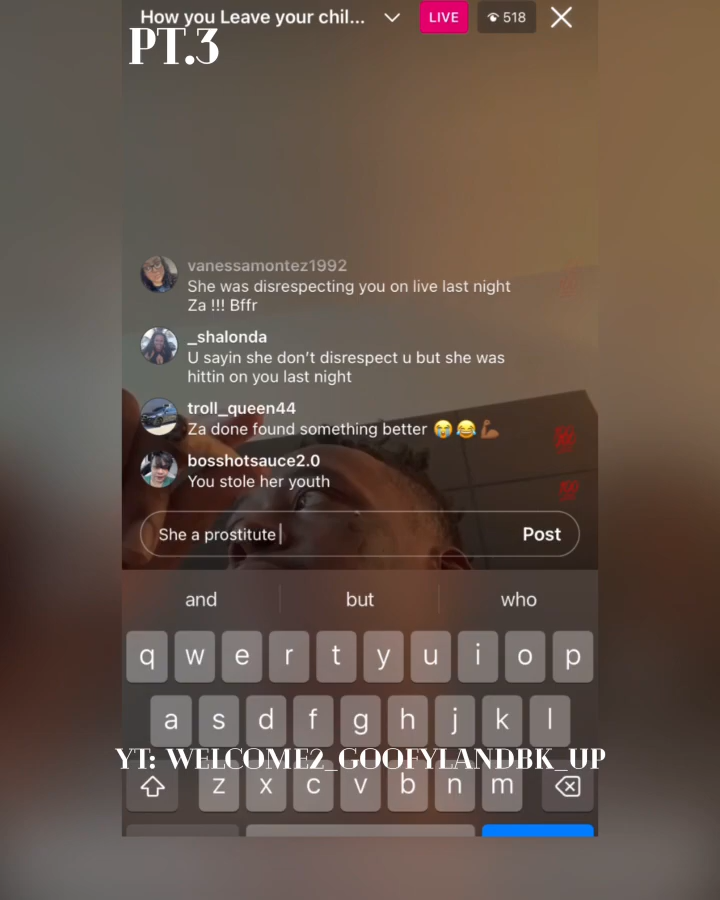 How you Leave your chil...
LIVE
518
PT.3
vanessamontez1992
She was disrespecting you on live last night
Za !!! Bffr
_shalonda
U sayin she don’t disrespect u but she was
hittin on you last night
troll_queen44
Za done found something better 😭😂💪🏽
💯
bosshotsauce2.0
You stole her youth
💯
She a prostitute
Post
and but who
q w e r t y u i o p
a s d f g h j k l
YT: WELCOME2_GOOFYLANDBK_UP
z x c v b n m